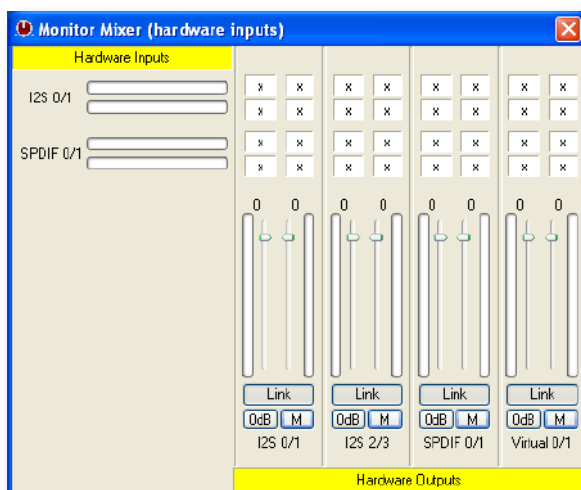 Monitor Mixer (hardware inputs)
Hardware Inputs
I2S 0/1
SPDIF 0/1
x x x x x x x x
x x x x x x x x
x x x x x x x x
x x x x x x x x
0 0 0 0 0 0 0 0
Link Link Link Link
0dB M 0dB M 0dB M 0dB M
I2S 0/1 I2S 2/3 SPDIF 0/1 Virtual 0/1
Hardware Outputs